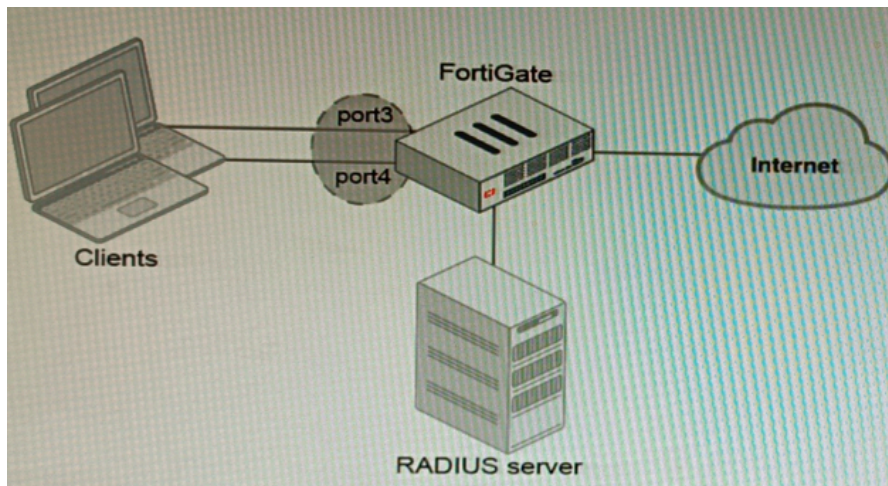 FortiGate
port3
port4
Internet
Clients
RADIUS server